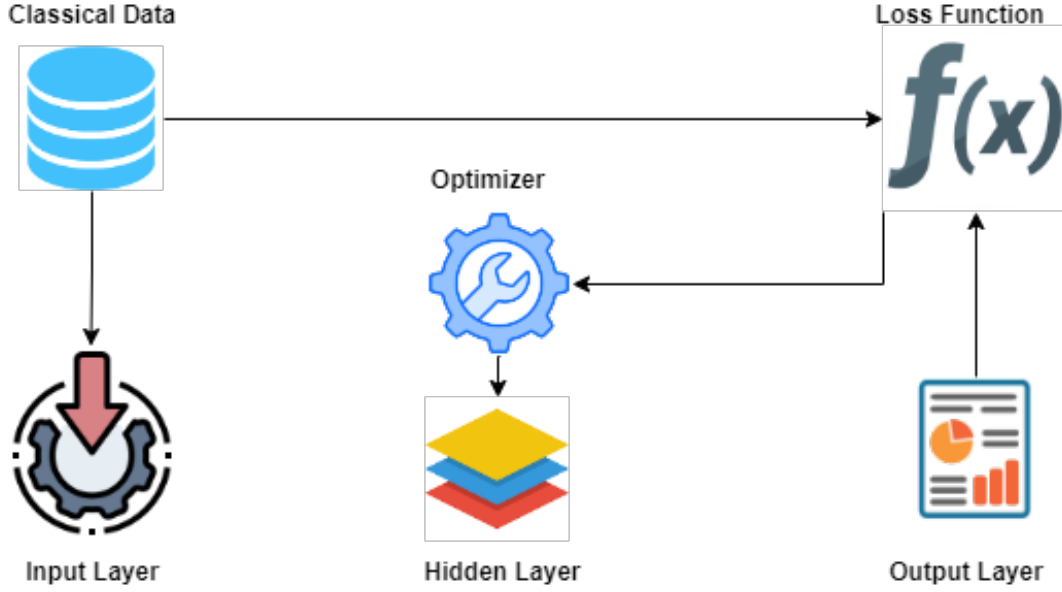 Classical Data
Loss Function
f(x)
Optimizer
Input Layer
Hidden Layer
Output Layer